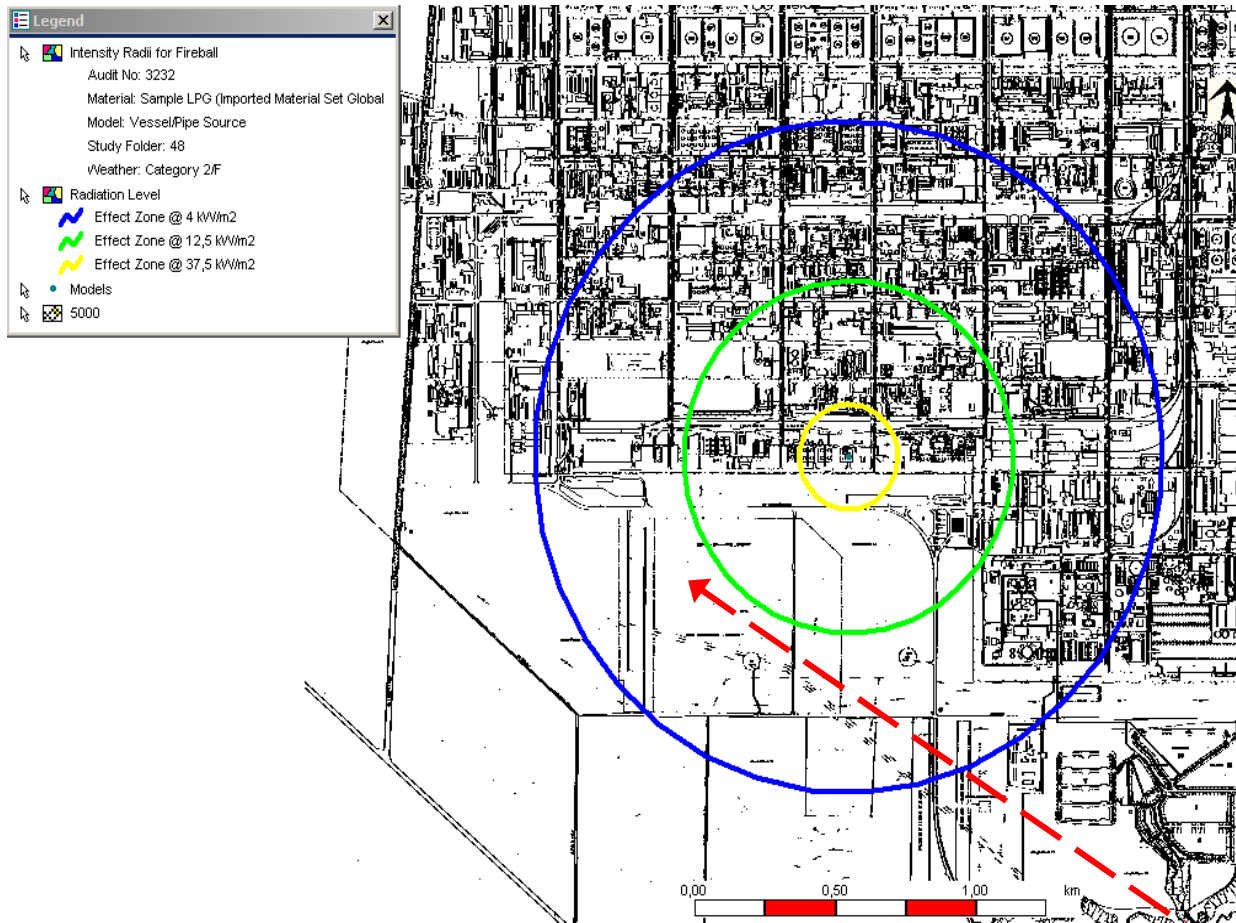 Legend
Intensity Radii for Fireball
Audit No: 3232
Material: Sample LPG (Imported Material Set Global
Model: Vessel/Pipe Source
Study Folder: 48
Weather: Category 2/F
Radiation Level
Effect Zone @ 4 kW/m2
Effect Zone @ 12,5 kW/m2
Effect Zone @ 37,5 kW/m2
Models
5000
0,00 0,50 1,00 km